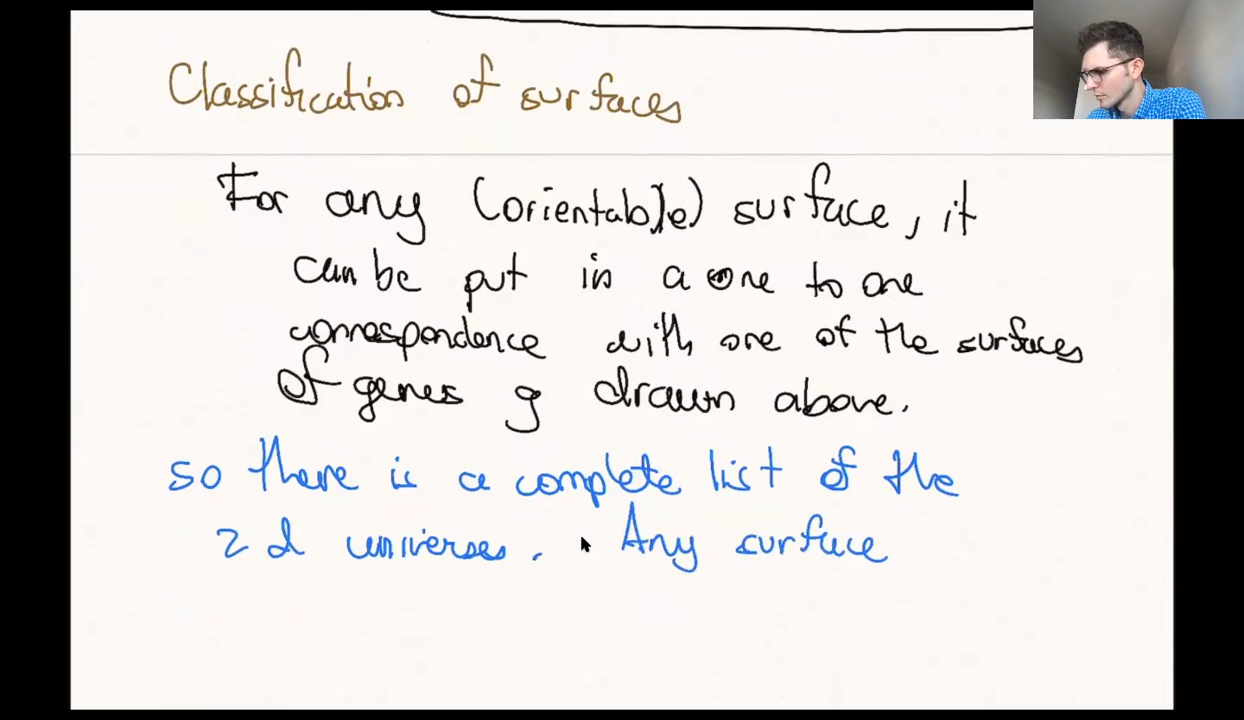 Classification of surfaces
For any (orientable) surface, it
can be put in a one to one
correspondence with one of the surfaces
of genes g drawn above.
so there is a complete list of the
2d universes. Any surface